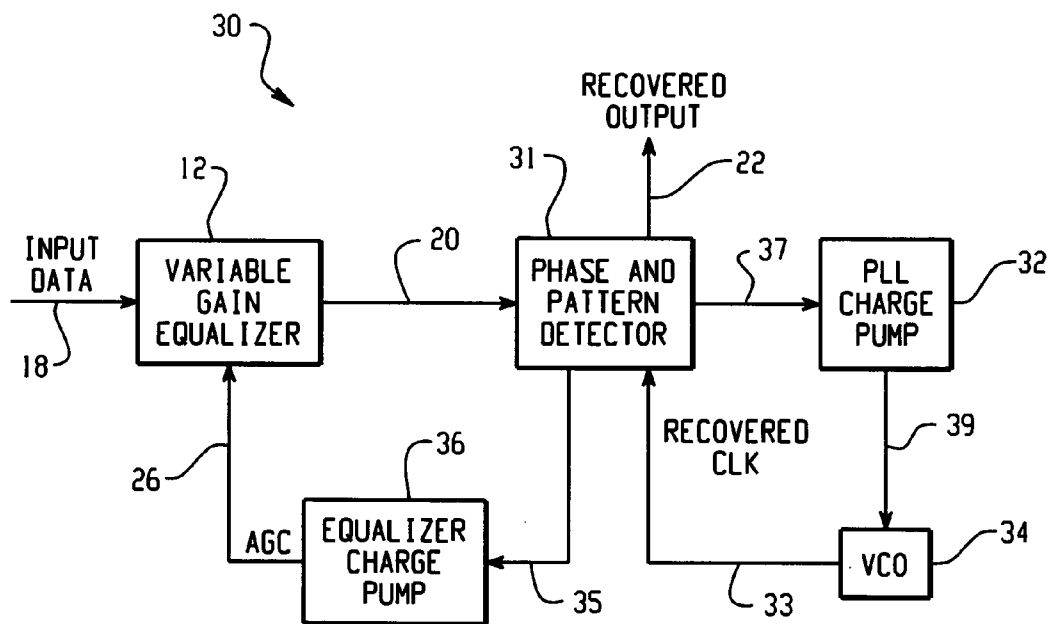 30
RECOVERED
OUTPUT
12
31
22
INPUT
DATA
18
VARIABLE
GAIN
EQUALIZER
20
PHASE AND
PATTERN
DETECTOR
37
PLL
CHARGE
PUMP
32
26
AGC
36
EQUALIZER
CHARGE
PUMP
35
RECOVERED
CLK
33
39
VCO
34